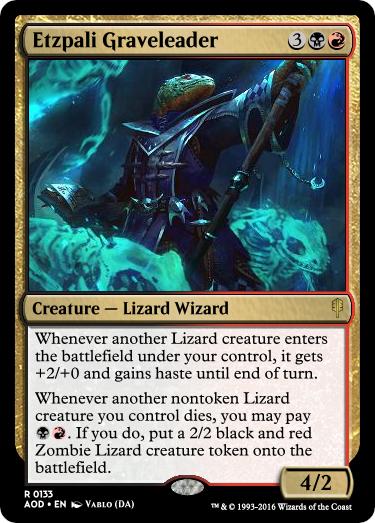 Etzpali Graveleader 3
Creature — Lizard Wizard
Whenever another Lizard creature enters
the battlefield under your control, it gets
+2/+0 and gains haste until end of turn.
Whenever another nontoken Lizard
creature you control dies, you may pay
. If you do, put a 2/2 black and red
Zombie Lizard creature token onto the
battlefield.
4/2
R 0133
AOD • EN VABLO (DA)
™ & © 1993-2016 Wizards of the Coast